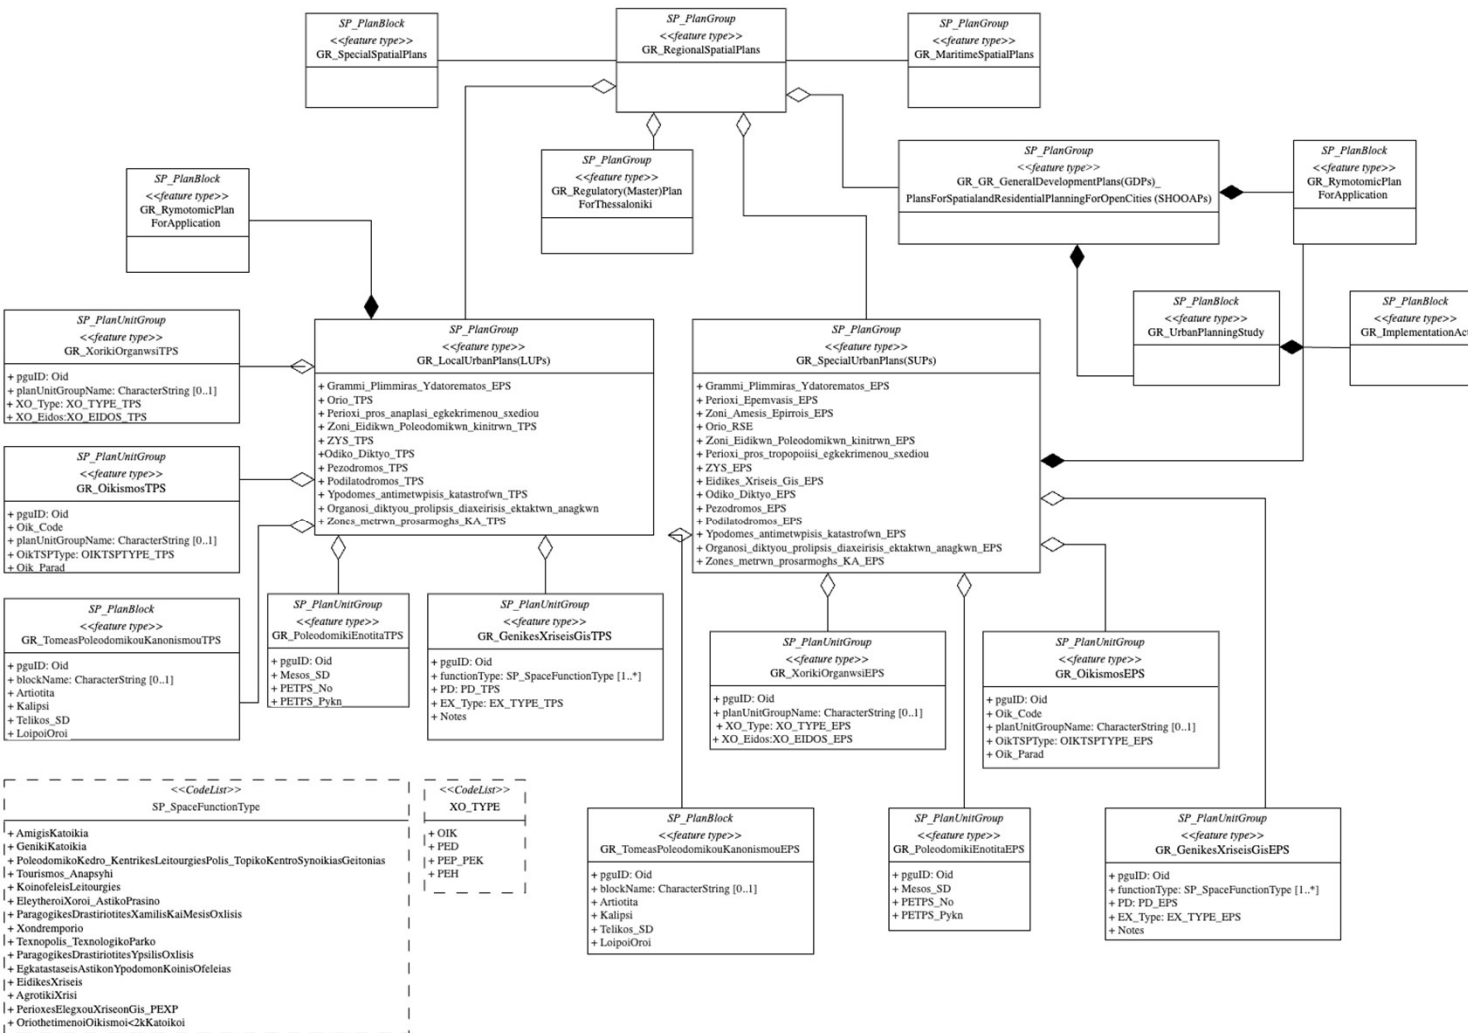 SP_PlanBlock
<<feature type>>
GR_SpecialSpatialPlans
SP_PlanGroup
<<feature type>>
GR_RegionalSpatialPlans
SP_PlanGroup
<<feature type>>
GR_MaritimeSpatialPlans
SP_PlanBlock
<<feature type>>
GR_RymotomicPlan
ForApplication
SP_PlanGroup
<<feature type>>
GR_Regulatory(Master)Plan
ForThessaloniki
SP_PlanGroup
<<feature type>>
GR_GR_GeneralDevelopmentPlans(GDPs)_
PlansForSpatialandResidentialPlanningForOpenCities (SHOOAPs)
SP_PlanBlock
<<feature type>>
GR_RymotomicPlan
ForApplication
SP_PlanBlock
<<feature type>>
GR_UrbanPlanningStudy
SP_PlanBlock
<<feature type>>
GR_ImplementationAct
SP_PlanUnitGroup
<<feature type>>
GR_XorikiOrganwsiTPS
+ pguID: Oid
+ planUnitGroupName: CharacterString [0..1]
+ XO_Type: XO_TYPE_TPS
+ XO_Eidos:XO_EIDOS_TPS
SP_PlanGroup
<<feature type>>
GR_LocalUrbanPlans(LUPs)
+ Grammi_Plimmiras_Ydatorematos_EPS
+ Orio_TPS
+ Perioxi_pros_anaplasi_egkekrimenou_sxediou
+ Zoni_Eidikwn_Poleodomikwn_kinitrwn_TPS
+ ZYS_TPS
+Odiko_Diktyo_TPS
+ Pezodromos_TPS
+ Podilatodromos_TPS
+ Ypodomes_antimetwpisis_katastrofwn_TPS
+ Organosi_diktyou_prolipsis_diaxeirisis_ektaktwn_anagkwn
+ Zones_metrwn_prosarmoghs_KA_TPS
SP_PlanGroup
<<feature type>>
GR_SpecialUrbanPlans(SUPs)
+ Grammi_Plimmiras_Ydatorematos_EPS
+ Perioxi_Epemvasis_EPS
+ Zoni_Amesis_Epirrois_EPS
+ Orio_RSE
+ Zoni_Eidikwn_Poleodomikwn_kinitrwn_EPS
+ Perioxi_pros_tropopoiisi_egkekrimenou_sxediou
+ ZYS_EPS
+ Eidikes_Xriseis_Gis_EPS
+ Odiko_Diktyo_EPS
+ Pezodromos_EPS
+ Podilatodromos_EPS
+ Ypodomes_antimetwpisis_katastrofwn_EPS
+ Organosi_diktyou_prolipsis_diaxeirisis_ektaktwn_anagkwn_EPS
+ Zones_metrwn_prosarmoghs_KA_EPS
SP_PlanUnitGroup
<<feature type>>
GR_OikismosTPS
+ pguID: Oid
+ Oik_Code
+ planUnitGroupName: CharacterString [0..1]
+ OikTSPType: OIKTSPTYPE_TPS
+ Oik_Parad
SP_PlanBlock
<<feature type>>
GR_TomeasPoleodomikouKanonismouTPS
+ pguID: Oid
+ blockName: CharacterString [0..1]
+ Artiotita
+ Kalipsi
+ Telikos_SD
+ LoipoiOroi
SP_PlanUnitGroup
<<feature type>>
GR_PoleodomikiEnotitaTPS
+ pguID: Oid
+ Mesos_SD
+ PETPS_No
+ PETPS_Pykn
SP_PlanUnitGroup
<<feature type>>
GR_GenikesXriseisGisTPS
+ pguID: Oid
+ functionType: SP_SpaceFunctionType [1..*]
+ PD: PD_TPS
+ EX_Type: EX_TYPE_TPS
+ Notes
SP_PlanUnitGroup
<<feature type>>
GR_XorikiOrganwsiEPS
+ pguID: Oid
+ planUnitGroupName: CharacterString [0..1]
+ XO_Type: XO_TYPE_EPS
+ XO_Eidos:XO_EIDOS_EPS
SP_PlanUnitGroup
<<feature type>>
GR_OikismosEPS
+ pguID: Oid
+ Oik_Code
+ planUnitGroupName: CharacterString [0..1]
+ OikTSPType: OIKTSPTYPE_EPS
+ Oik_Parad
<<CodeList>>
SP_SpaceFunctionType
+ AmigisKatoikia
+ GenikiKatoikia
+ PoleodomikoKedro_KentrikesLeitourgiesPolis_TopikoKentroSynoikiasGeitonias
+ Tourismos_Anapsyhi
+ KoinofeleisLeitourgies
+ EleytheroiXoroi_AstikoPrasino
+ ParagogikesDrastiriotitesXamilisKaiMesisOxlisis
+ Xondremporio
+ Texnopolis_TexnologikoParko
+ ParagogikesDrastiriotitesYpsilisOxlisis
+ EgkatastaseisAstikonYpodomonKoinisOfeleias
+ EidikesXriseis
+ AgrotikiXrisi
+ PerioxesElegxouXriseonGis_PEXP
+ OriothetimenoiOikismoi<2kKatoikoi
<<CodeList>>
XO_TYPE
+ OIK
+ PED
+ PEP_PEK
+ PEH
SP_PlanBlock
<<feature type>>
GR_TomeasPoleodomikouKanonismouEPS
+ pguID: Oid
+ blockName: CharacterString [0..1]
+ Artiotita
+ Kalipsi
+ Telikos_SD
+ LoipoiOroi
SP_PlanUnitGroup
<<feature type>>
GR_PoleodomikiEnotitaEPS
+ pguID: Oid
+ Mesos_SD
+ PETPS_No
+ PETPS_Pykn
SP_PlanUnitGroup
<<feature type>>
GR_GenikesXriseisGisEPS
+ pguID: Oid
+ functionType: SP_SpaceFunctionType [1..*]
+ PD: PD_EPS
+ EX_Type: EX_TYPE_EPS
+ Notes